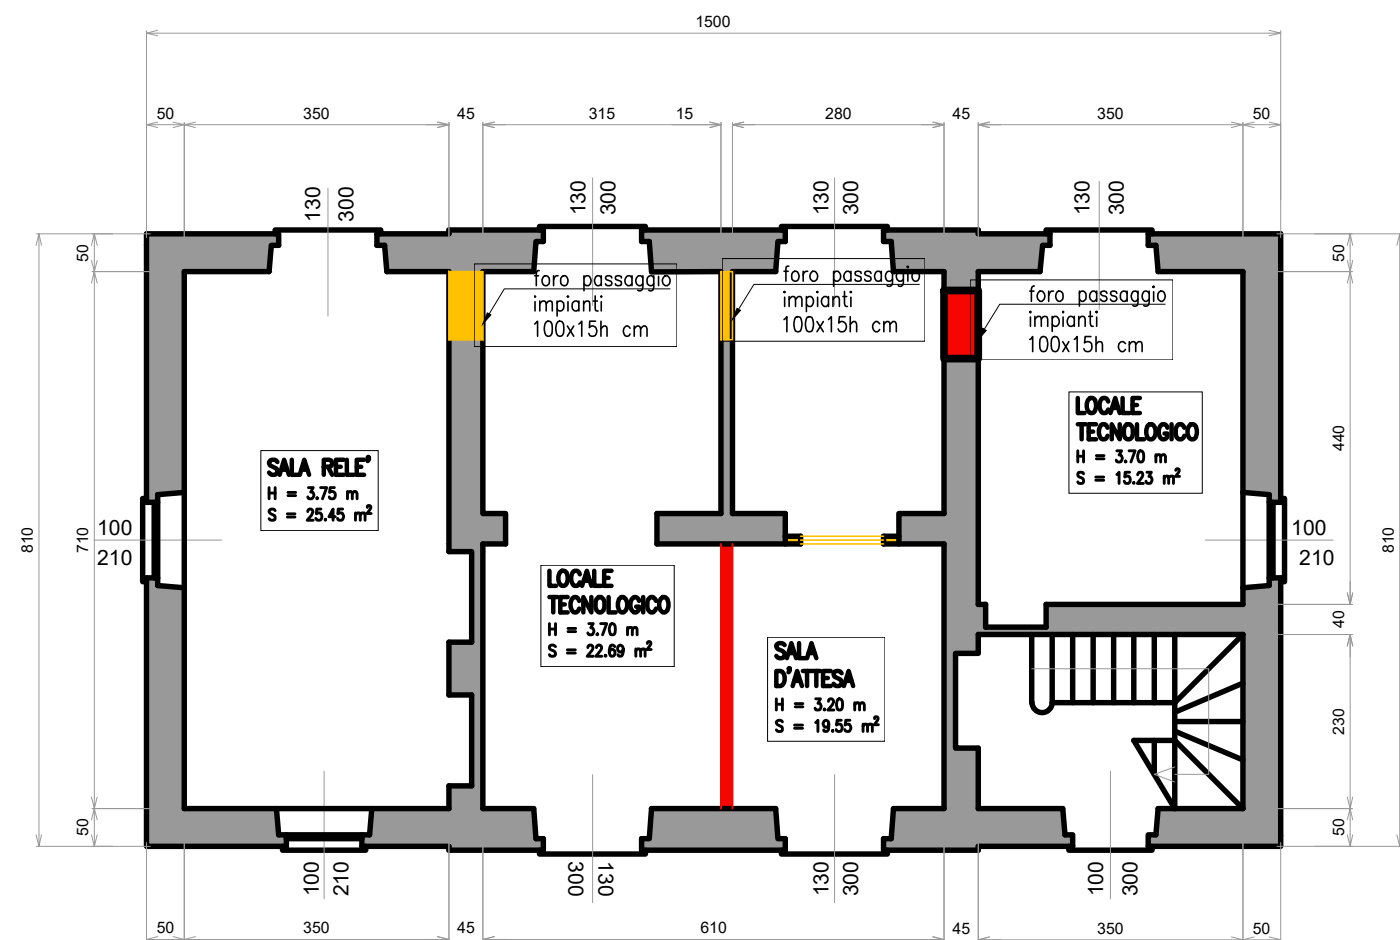 1500
50 350 45 315 15 280 45 350 50
130 300
130 300
130 300
130 300
50
50
foro passaggio
impianti
100x15h cm
foro passaggio
impianti
100x15h cm
foro passaggio
impianti
100x15h cm
LOCALE
TECNOLOGICO
H = 3.70 m
S = 15.23 m²
440
SALA RELE'
H = 3.75 m
S = 25.45 m²
810
710
100
210
100
210
810
LOCALE
TECNOLOGICO
H = 3.70 m
S = 22.69 m²
40
SALA
D'ATTESA
H = 3.20 m
S = 19.55 m²
230
50
50
100 210
130 300
130 300
100 300
50 350 45 610 45 350 50